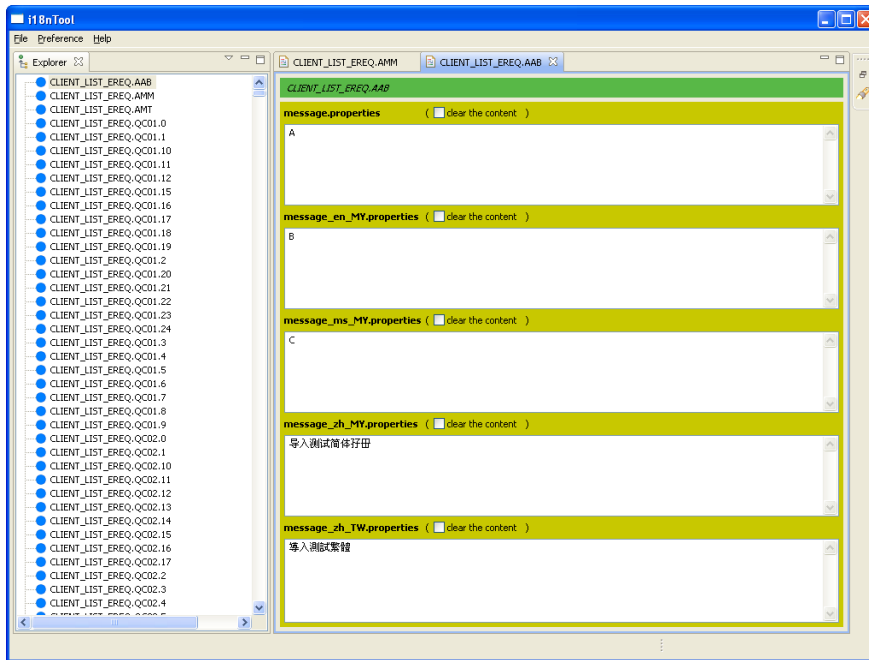 i18nTool
File Preference Help
Explorer
CLIENT_LIST_EREQ.AAB
CLIENT_LIST_EREQ.AMM
CLIENT_LIST_EREQ.AMT
CLIENT_LIST_EREQ.QC01.0
CLIENT_LIST_EREQ.QC01.1
CLIENT_LIST_EREQ.QC01.10
CLIENT_LIST_EREQ.QC01.11
CLIENT_LIST_EREQ.QC01.12
CLIENT_LIST_EREQ.QC01.15
CLIENT_LIST_EREQ.QC01.16
CLIENT_LIST_EREQ.QC01.17
CLIENT_LIST_EREQ.QC01.18
CLIENT_LIST_EREQ.QC01.19
CLIENT_LIST_EREQ.QC01.2
CLIENT_LIST_EREQ.QC01.20
CLIENT_LIST_EREQ.QC01.21
CLIENT_LIST_EREQ.QC01.22
CLIENT_LIST_EREQ.QC01.23
CLIENT_LIST_EREQ.QC01.24
CLIENT_LIST_EREQ.QC01.3
CLIENT_LIST_EREQ.QC01.4
CLIENT_LIST_EREQ.QC01.5
CLIENT_LIST_EREQ.QC01.6
CLIENT_LIST_EREQ.QC01.7
CLIENT_LIST_EREQ.QC01.8
CLIENT_LIST_EREQ.QC01.9
CLIENT_LIST_EREQ.QC02.0
CLIENT_LIST_EREQ.QC02.1
CLIENT_LIST_EREQ.QC02.10
CLIENT_LIST_EREQ.QC02.11
CLIENT_LIST_EREQ.QC02.12
CLIENT_LIST_EREQ.QC02.13
CLIENT_LIST_EREQ.QC02.14
CLIENT_LIST_EREQ.QC02.15
CLIENT_LIST_EREQ.QC02.16
CLIENT_LIST_EREQ.QC02.17
CLIENT_LIST_EREQ.QC02.2
CLIENT_LIST_EREQ.QC02.3
CLIENT_LIST_EREQ.QC02.4
CLIENT_LIST_EREQ.AMM CLIENT_LIST_EREQ.AAB
CLIENT_LIST_EREQ.AAB
message.properties ( clear the content )
A
message_en_MY.properties ( clear the content )
B
message_ms_MY.properties ( clear the content )
C
message_zh_MY.properties ( clear the content )
导入测试简体孖毌
message_zh_TW.properties ( clear the content )
導入測試繁體